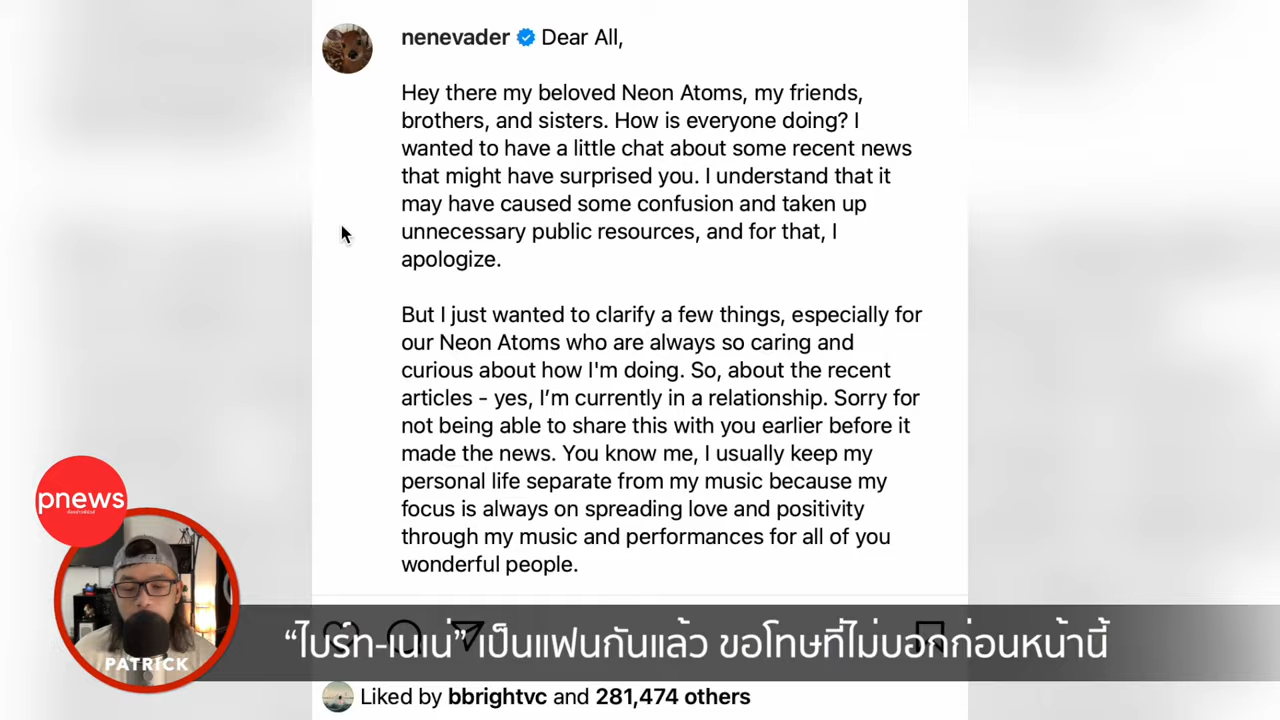 nenevader Dear All,
Hey there my beloved Neon Atoms, my friends,
brothers, and sisters. How is everyone doing? I
wanted to have a little chat about some recent news
that might have surprised you. I understand that it
may have caused some confusion and taken up
unnecessary public resources, and for that, I
apologize.
But I just wanted to clarify a few things, especially for
our Neon Atoms who are always so caring and
curious about how I'm doing. So, about the recent
articles - yes, I’m currently in a relationship. Sorry for
not being able to share this with you earlier before it
made the news. You know me, I usually keep my
personal life separate from my music because my
focus is always on spreading love and positivity
through my music and performances for all of you
wonderful people.
pnews
PATRICK
“ไบร์ท-เนเน่” เป็นแฟนกันแล้ว ขอโทษที่ไม่บอกก่อนหน้านี้
Liked by bbrightvc and 281,474 others